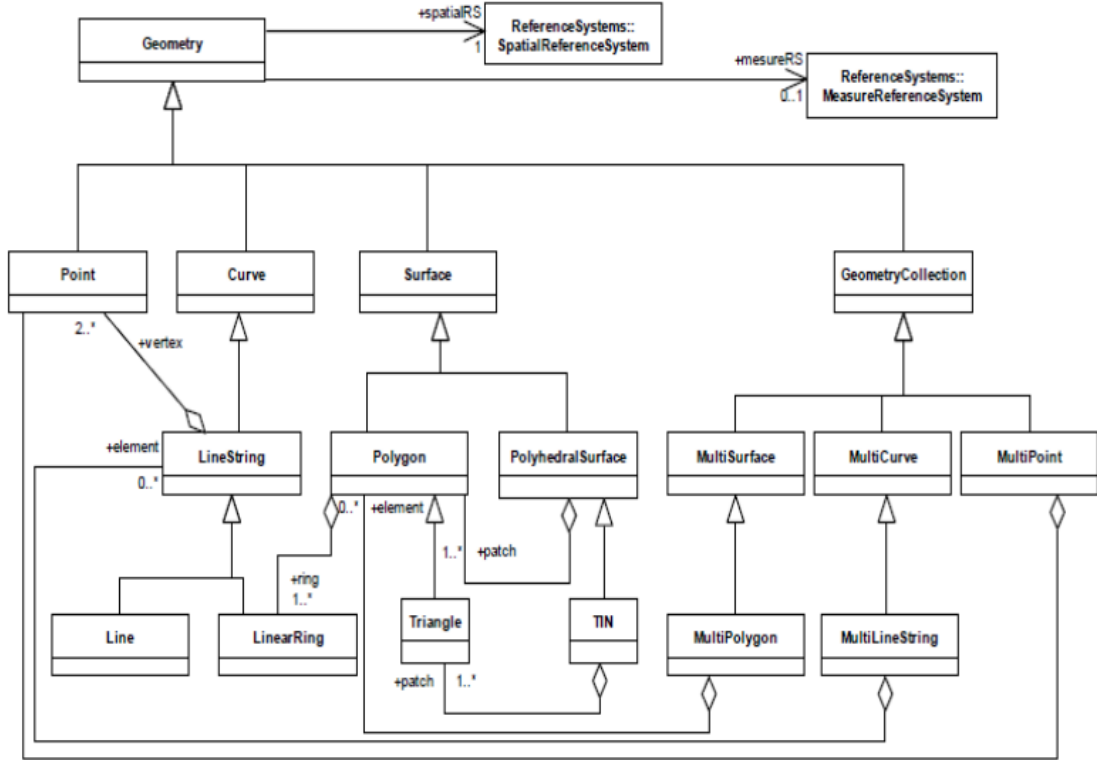 +spatialRS
ReferenceSystems::
SpatialReferenceSystem
1
Geometry
+mesureRS
ReferenceSystems::
MeasureReferenceSystem
0..1
Point
Curve
Surface
GeometryCollection
2..*
+vertex
+element
LineString
Polygon
PolyhedralSurface
MultiSurface
MultiCurve
MultiPoint
0..*
0..*
+element
1..*
+patch
+ring
1..*
Line
LinearRing
Triangle
TIN
MultiPolygon
MultiLineString
+patch
1..*